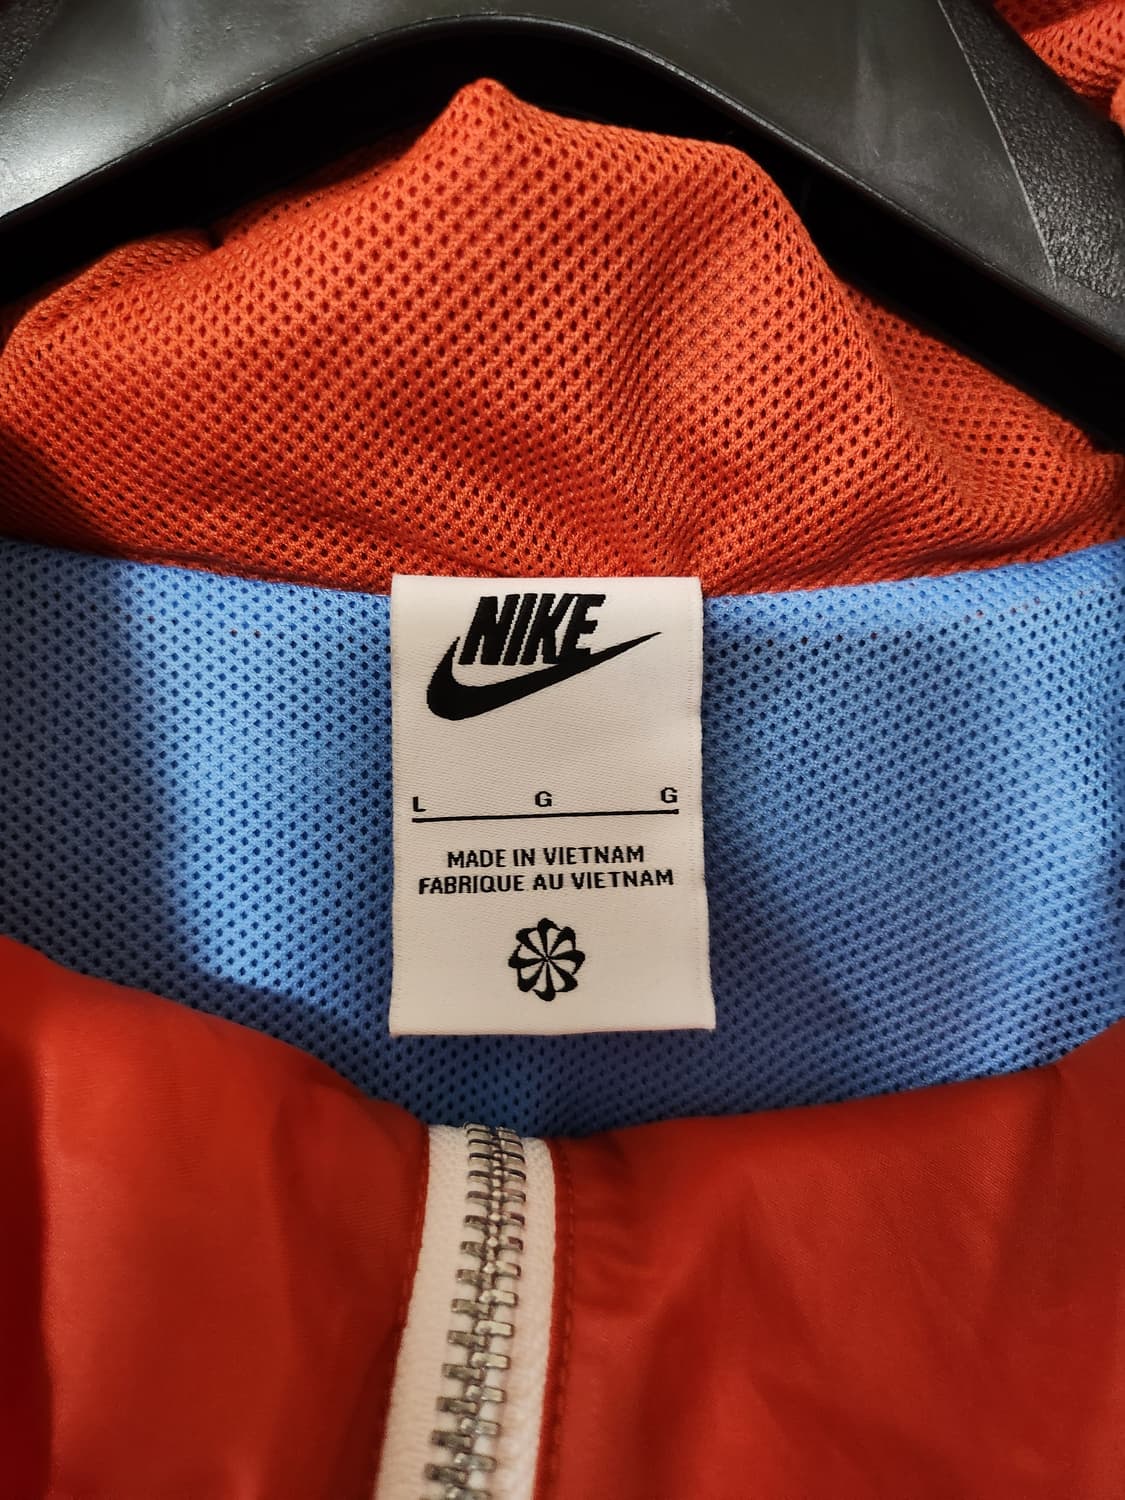 NIKE
L G G
MADE IN VIETNAM
FABRIQUE AU VIETNAM